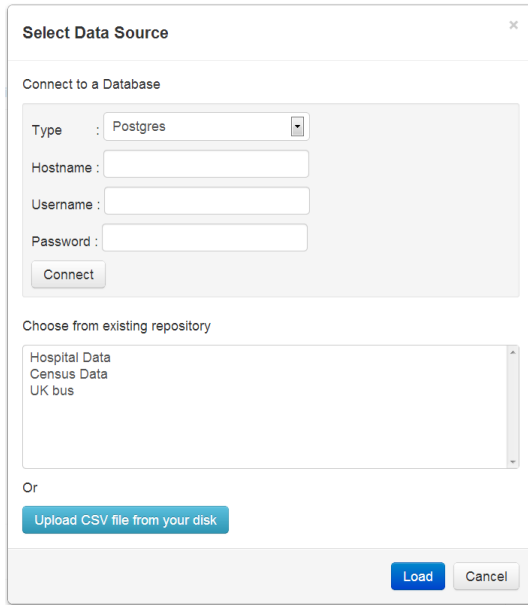 Select Data Source ×
Connect to a Database
Type : Postgres
Hostname :
Username :
Password :
Connect
Choose from existing repository
Hospital Data
Census Data
UK bus
Or
Upload CSV file from your disk
Load Cancel